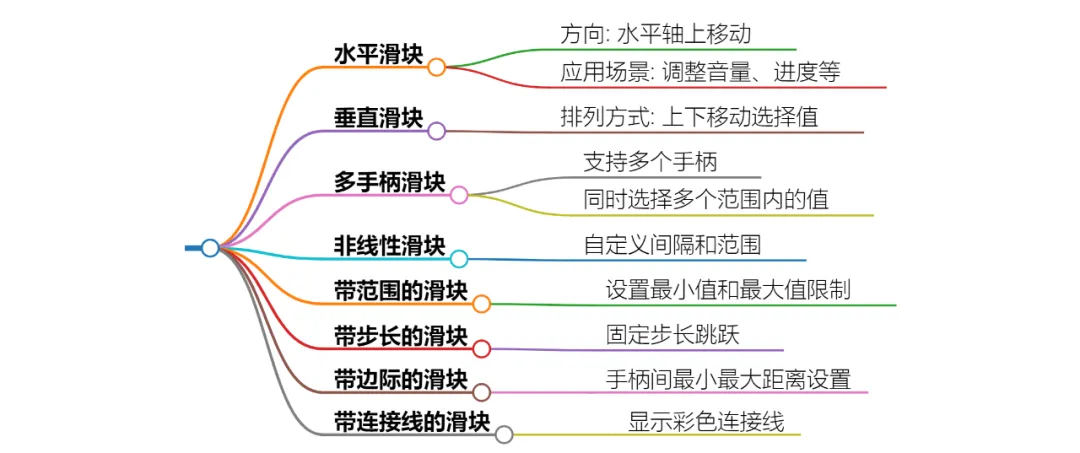 水平滑块
方向: 水平轴上移动
应用场景: 调整音量、进度等
垂直滑块
排列方式: 上下移动选择值
多手柄滑块
支持多个手柄
同时选择多个范围内的值
非线性滑块
自定义间隔和范围
带范围的滑块
设置最小值和最大值限制
带步长的滑块
固定步长跳跃
带边际的滑块
手柄间最小最大距离设置
带连接线的滑块
显示彩色连接线